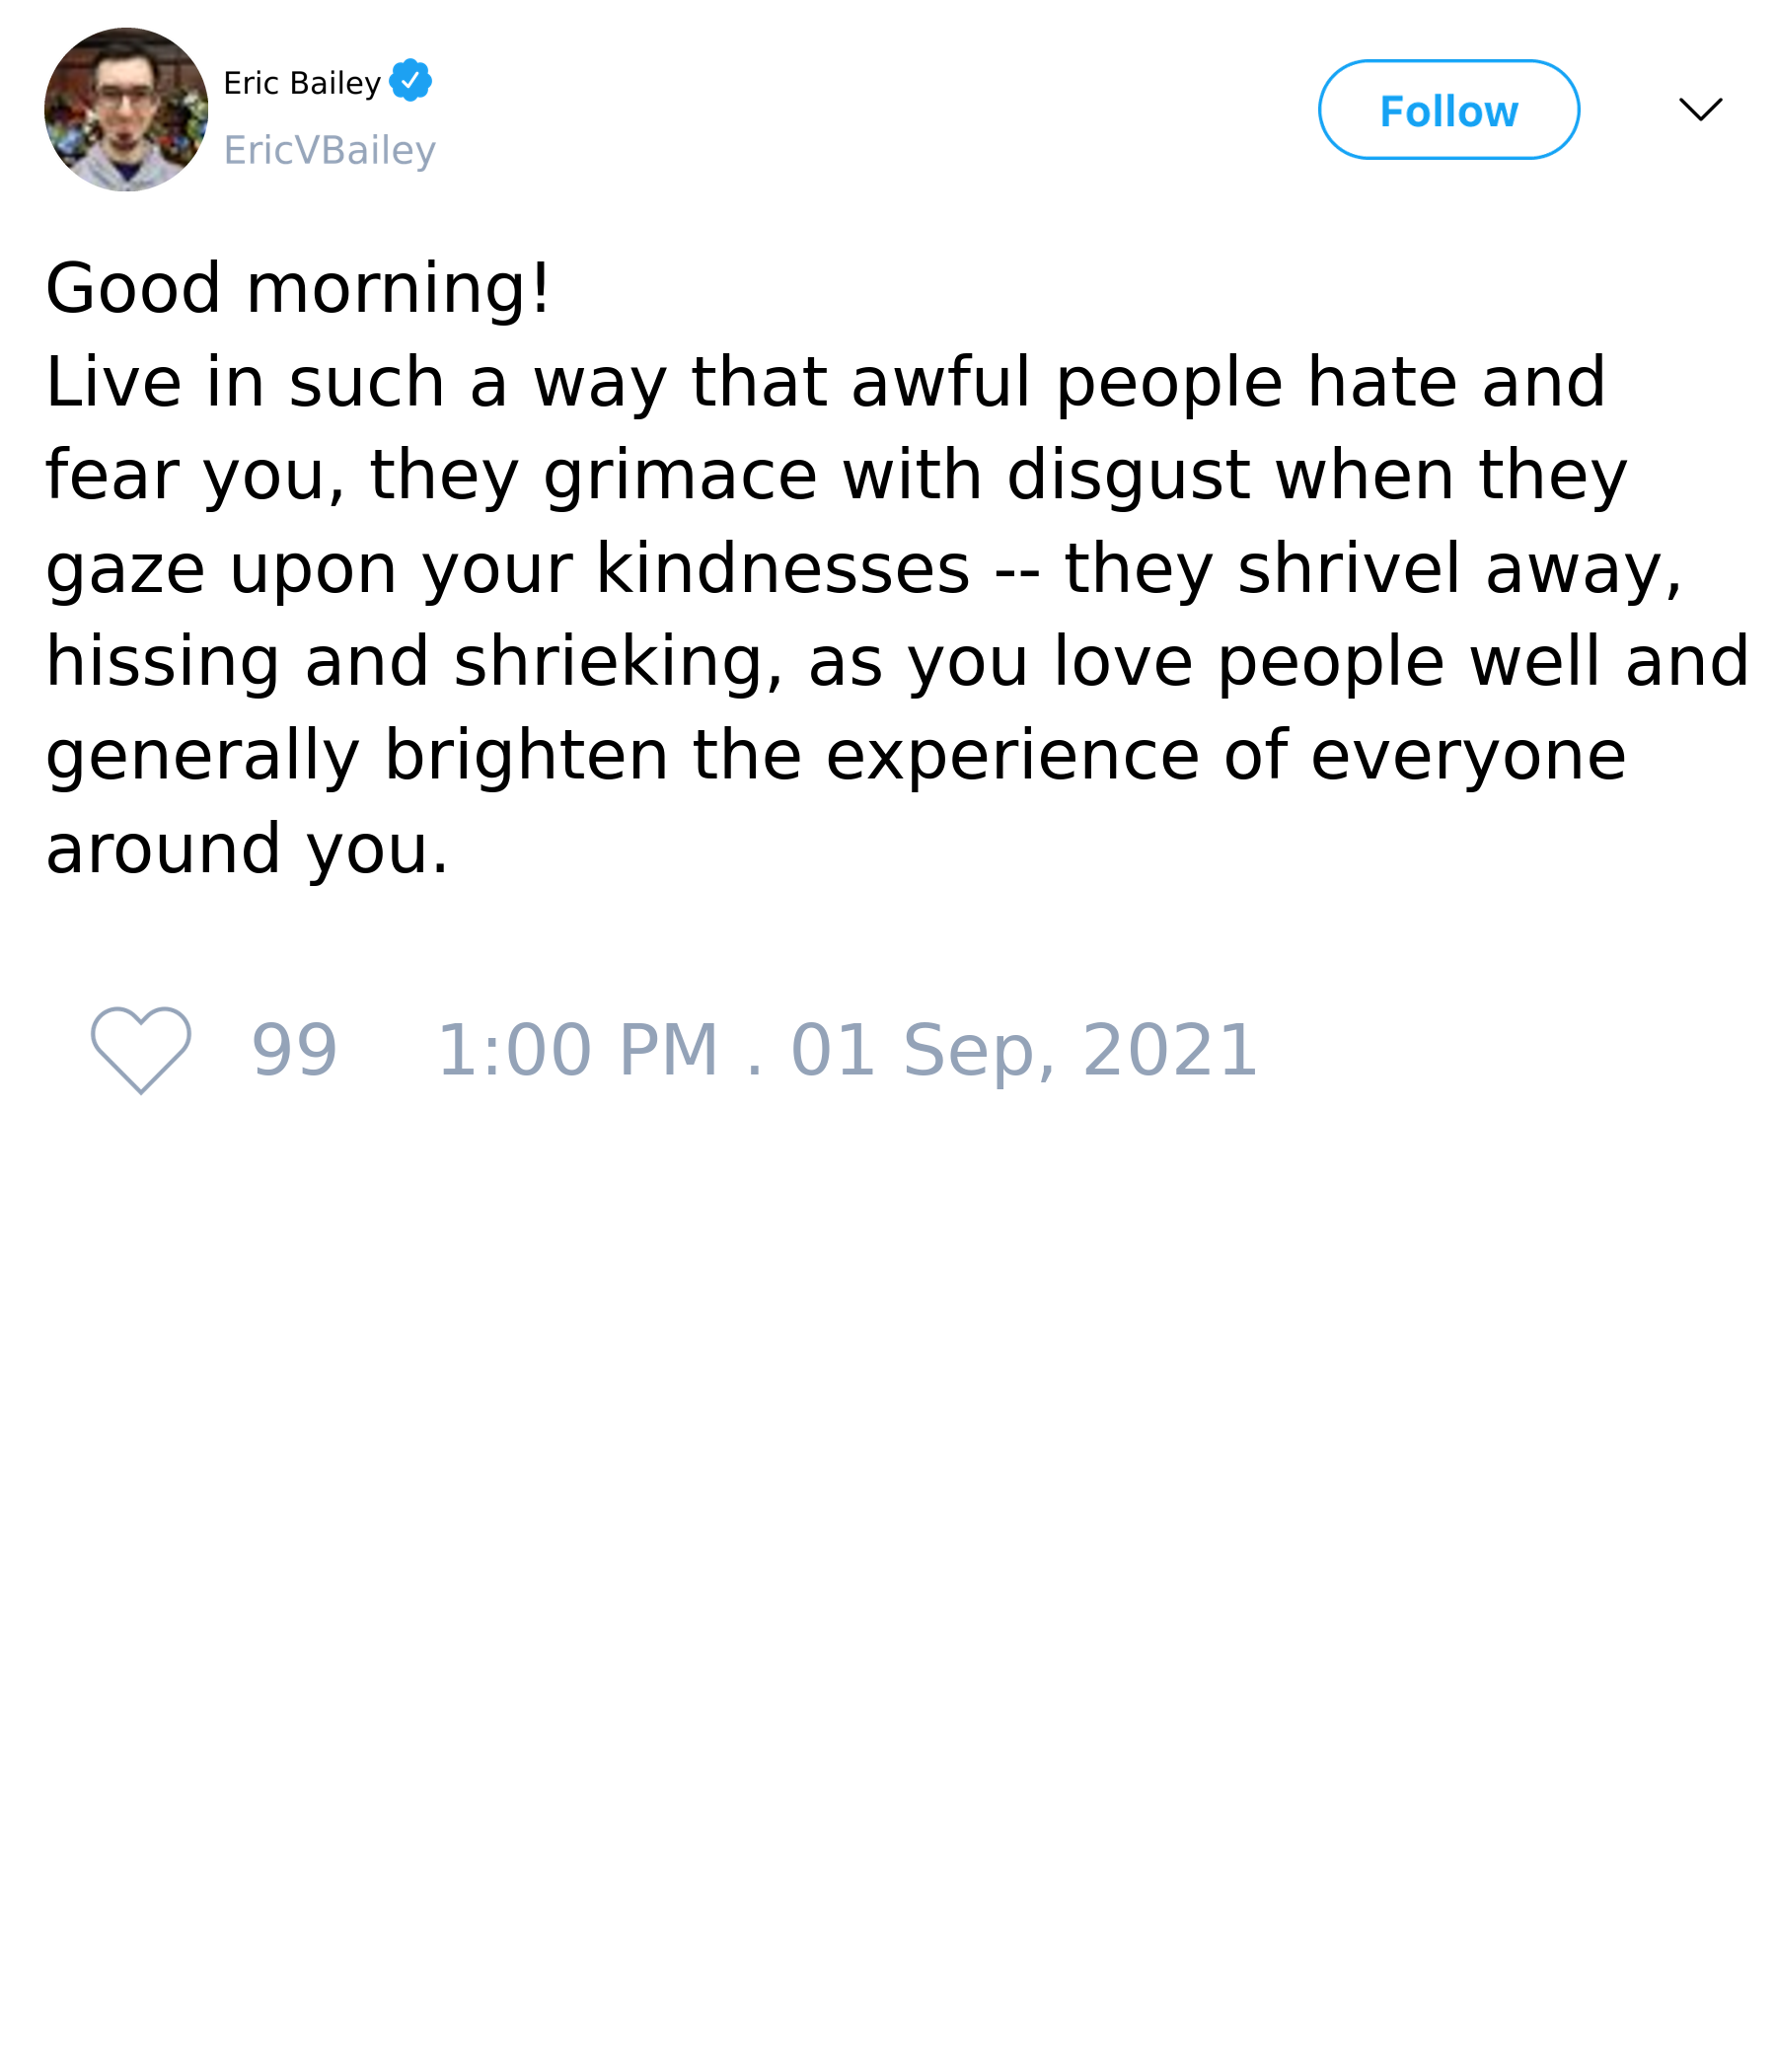 Eric Bailey
EricVBailey
Follow
Good morning!
Live in such a way that awful people hate and
fear you, they grimace with disgust when they
gaze upon your kindnesses -- they shrivel away,
hissing and shrieking, as you love people well and
generally brighten the experience of everyone
around you.
99 1:00 PM . 01 Sep, 2021